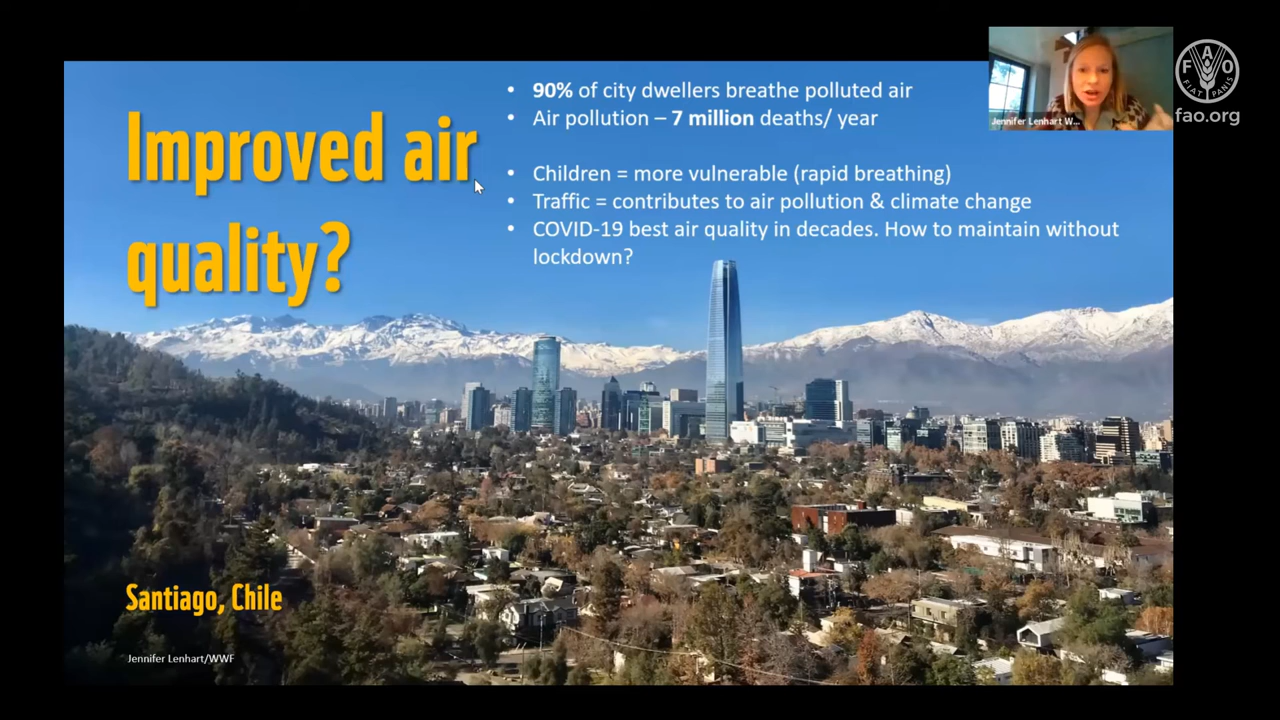 Improved air
quality?
• 90% of city dwellers breathe polluted air
• Air pollution – 7 million deaths/ year
• Children = more vulnerable (rapid breathing)
• Traffic = contributes to air pollution & climate change
• COVID-19 best air quality in decades. How to maintain without
lockdown?
Jennifer Lenhart W...
F A O
FIAT PANIS
fao.org
Santiago, Chile
Jennifer Lenhart/WWF